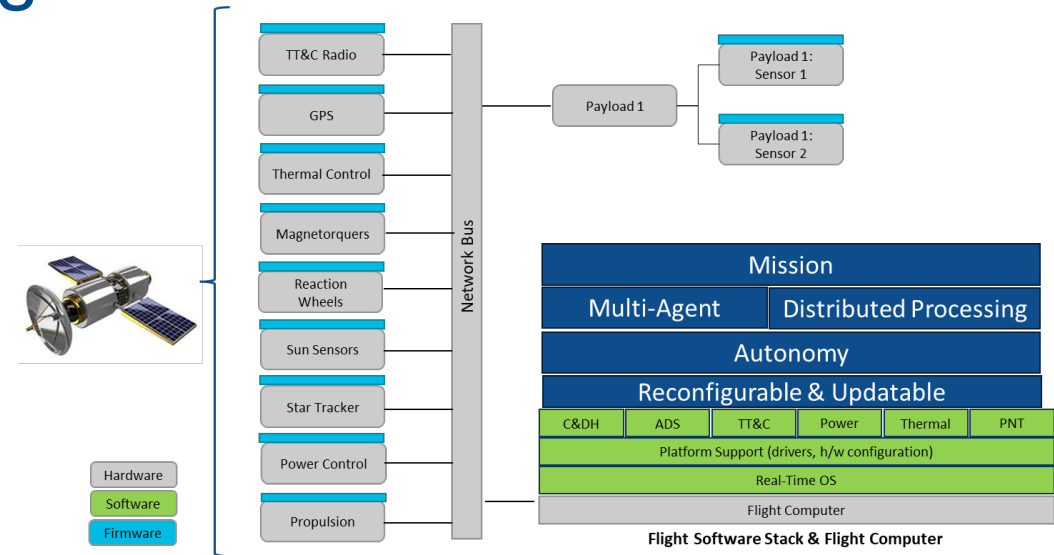 TT&C Radio
GPS
Thermal Control
Magnetorquers
Reaction
Wheels
Sun Sensors
Star Tracker
Power Control
Propulsion
Network Bus
Payload 1
Payload 1:
Sensor 1
Payload 1:
Sensor 2
Mission
Multi-Agent
Distributed Processing
Autonomy
Reconfigurable & Updatable
C&DH
ADS
TT&C
Power
Thermal
PNT
Platform Support (drivers, h/w configuration)
Real-Time OS
Flight Computer
Flight Software Stack & Flight Computer
Hardware
Software
Firmware